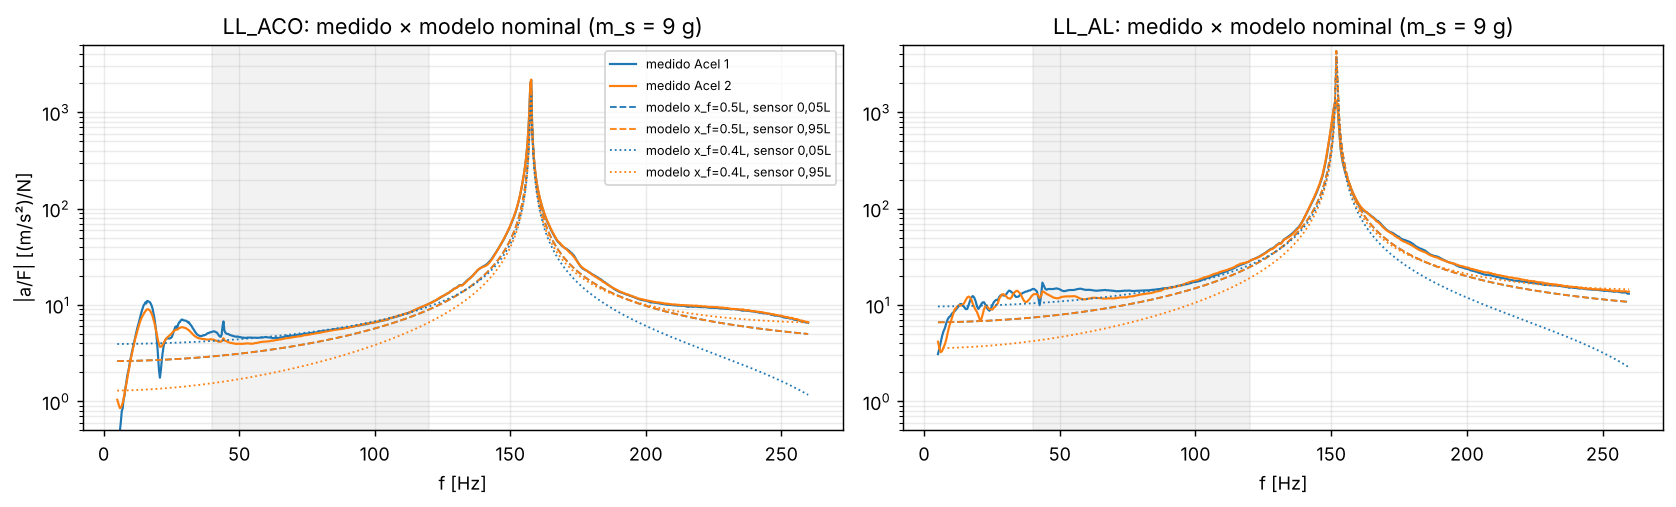 LL_ACO: medido × modelo nominal (m_s = 9 g)
|a/F| [(m/s²)/N]
10³
10²
10¹
10⁰
0 50 100 150 200 250
f [Hz]
medido Acel 1
medido Acel 2
modelo x_f=0.5L, sensor 0,05L
modelo x_f=0.5L, sensor 0,95L
modelo x_f=0.4L, sensor 0,05L
modelo x_f=0.4L, sensor 0,95L
LL_AL: medido × modelo nominal (m_s = 9 g)
10³
10²
10¹
10⁰
0 50 100 150 200 250
f [Hz]